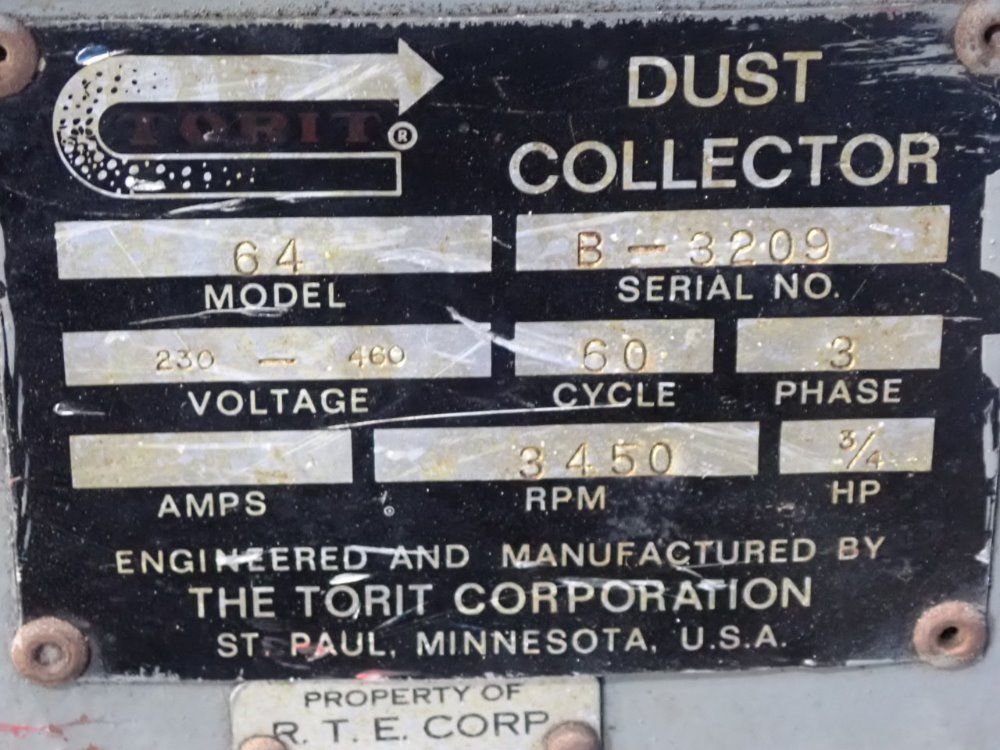 TORIT®
DUST
COLLECTOR
64
MODEL
B-3209
SERIAL NO.
230 — 460
VOLTAGE
60
CYCLE
3
PHASE
AMPS
3450
RPM
3/4
HP
ENGINEERED AND MANUFACTURED BY
THE TORIT CORPORATION
ST. PAUL, MINNESOTA, U.S.A.
PROPERTY OF
R. T. E. CORP